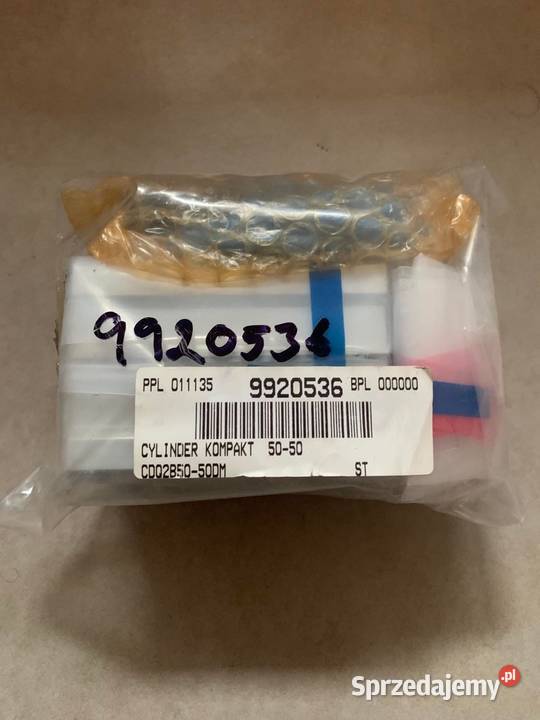 9920536
PPL 011135 9920536 BPL 000000
CYLINDER KOMPAKT 50-50
CDQ2B50-50DM ST
Sprzedajemy.pl